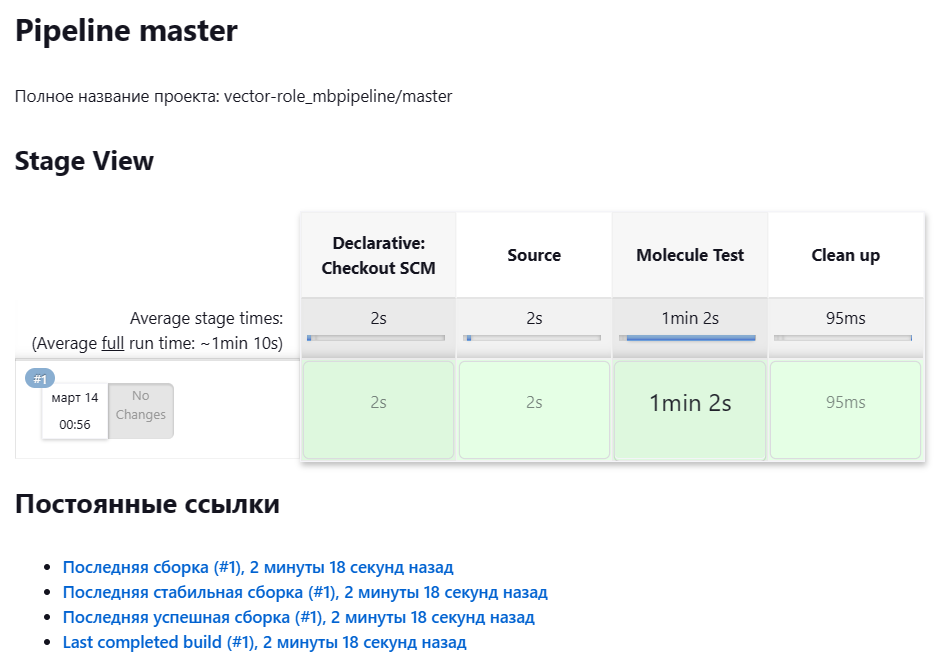 Pipeline master
Полное название проекта: vector-role_mbpipeline/master
Stage View
Declarative:
Checkout SCM
Source
Molecule Test
Clean up
Average stage times:
(Average full run time: ~1min 10s)
2s
2s
1min 2s
95ms
#1
март 14
00:56
No
Changes
2s
2s
1min 2s
95ms
Постоянные ссылки
Последняя сборка (#1), 2 минуты 18 секунд назад
Последняя стабильная сборка (#1), 2 минуты 18 секунд назад
Последняя успешная сборка (#1), 2 минуты 18 секунд назад
Last completed build (#1), 2 минуты 18 секунд назад